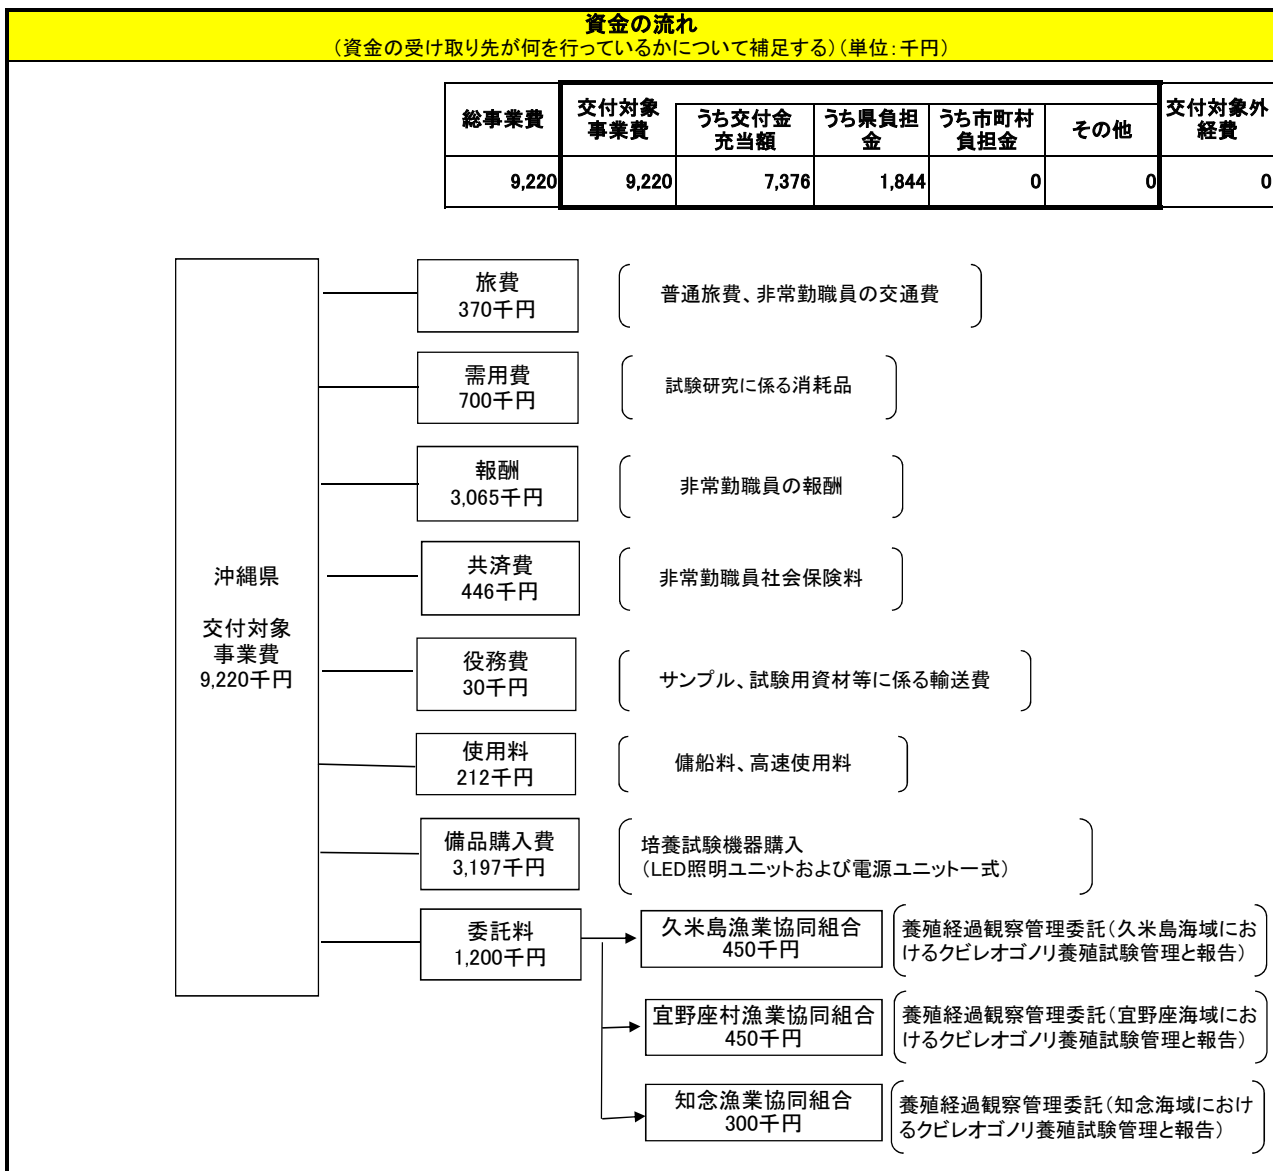 資金の流れ
（資金の受け取り先が何を行っているかについて補足する）（単位：千円）
総事業費
交付対象
事業費
うち交付金
充当額
うち県負担
金
うち市町村
負担金
その他
交付対象外
経費
9,220
9,220
7,376
1,844
0
0
0
沖縄県
交付対象
事業費
9,220千円
旅費
370千円
普通旅費、非常勤職員の交通費
需用費
700千円
試験研究に係る消耗品
報酬
3,065千円
非常勤職員の報酬
共済費
446千円
非常勤職員社会保険料
役務費
30千円
サンプル、試験用資材等に係る輸送費
使用料
212千円
傭船料、高速使用料
備品購入費
3,197千円
培養試験機器購入
（LED照明ユニットおよび電源ユニット一式）
委託料
1,200千円
久米島漁業協同組合
450千円
養殖経過観察管理委託（久米島海域にお
けるクビレオゴノリ養殖試験管理と報告）
宜野座村漁業協同組合
450千円
養殖経過観察管理委託（宜野座海域にお
けるクビレオゴノリ養殖試験管理と報告）
知念漁業協同組合
300千円
養殖経過観察管理委託（知念海域におけ
るクビレオゴノリ養殖試験管理と報告）